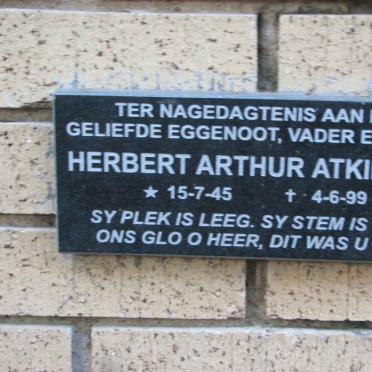 TER NAGEDAGTENIS AAN
GELIEFDE EGGENOOT, VADER
HERBERT ARTHUR
★ 15-7-45 ✝ 4-6-99
SY PLEK IS LEEG. SY STEM IS
ONS GLO O HEER, DIT WAS U